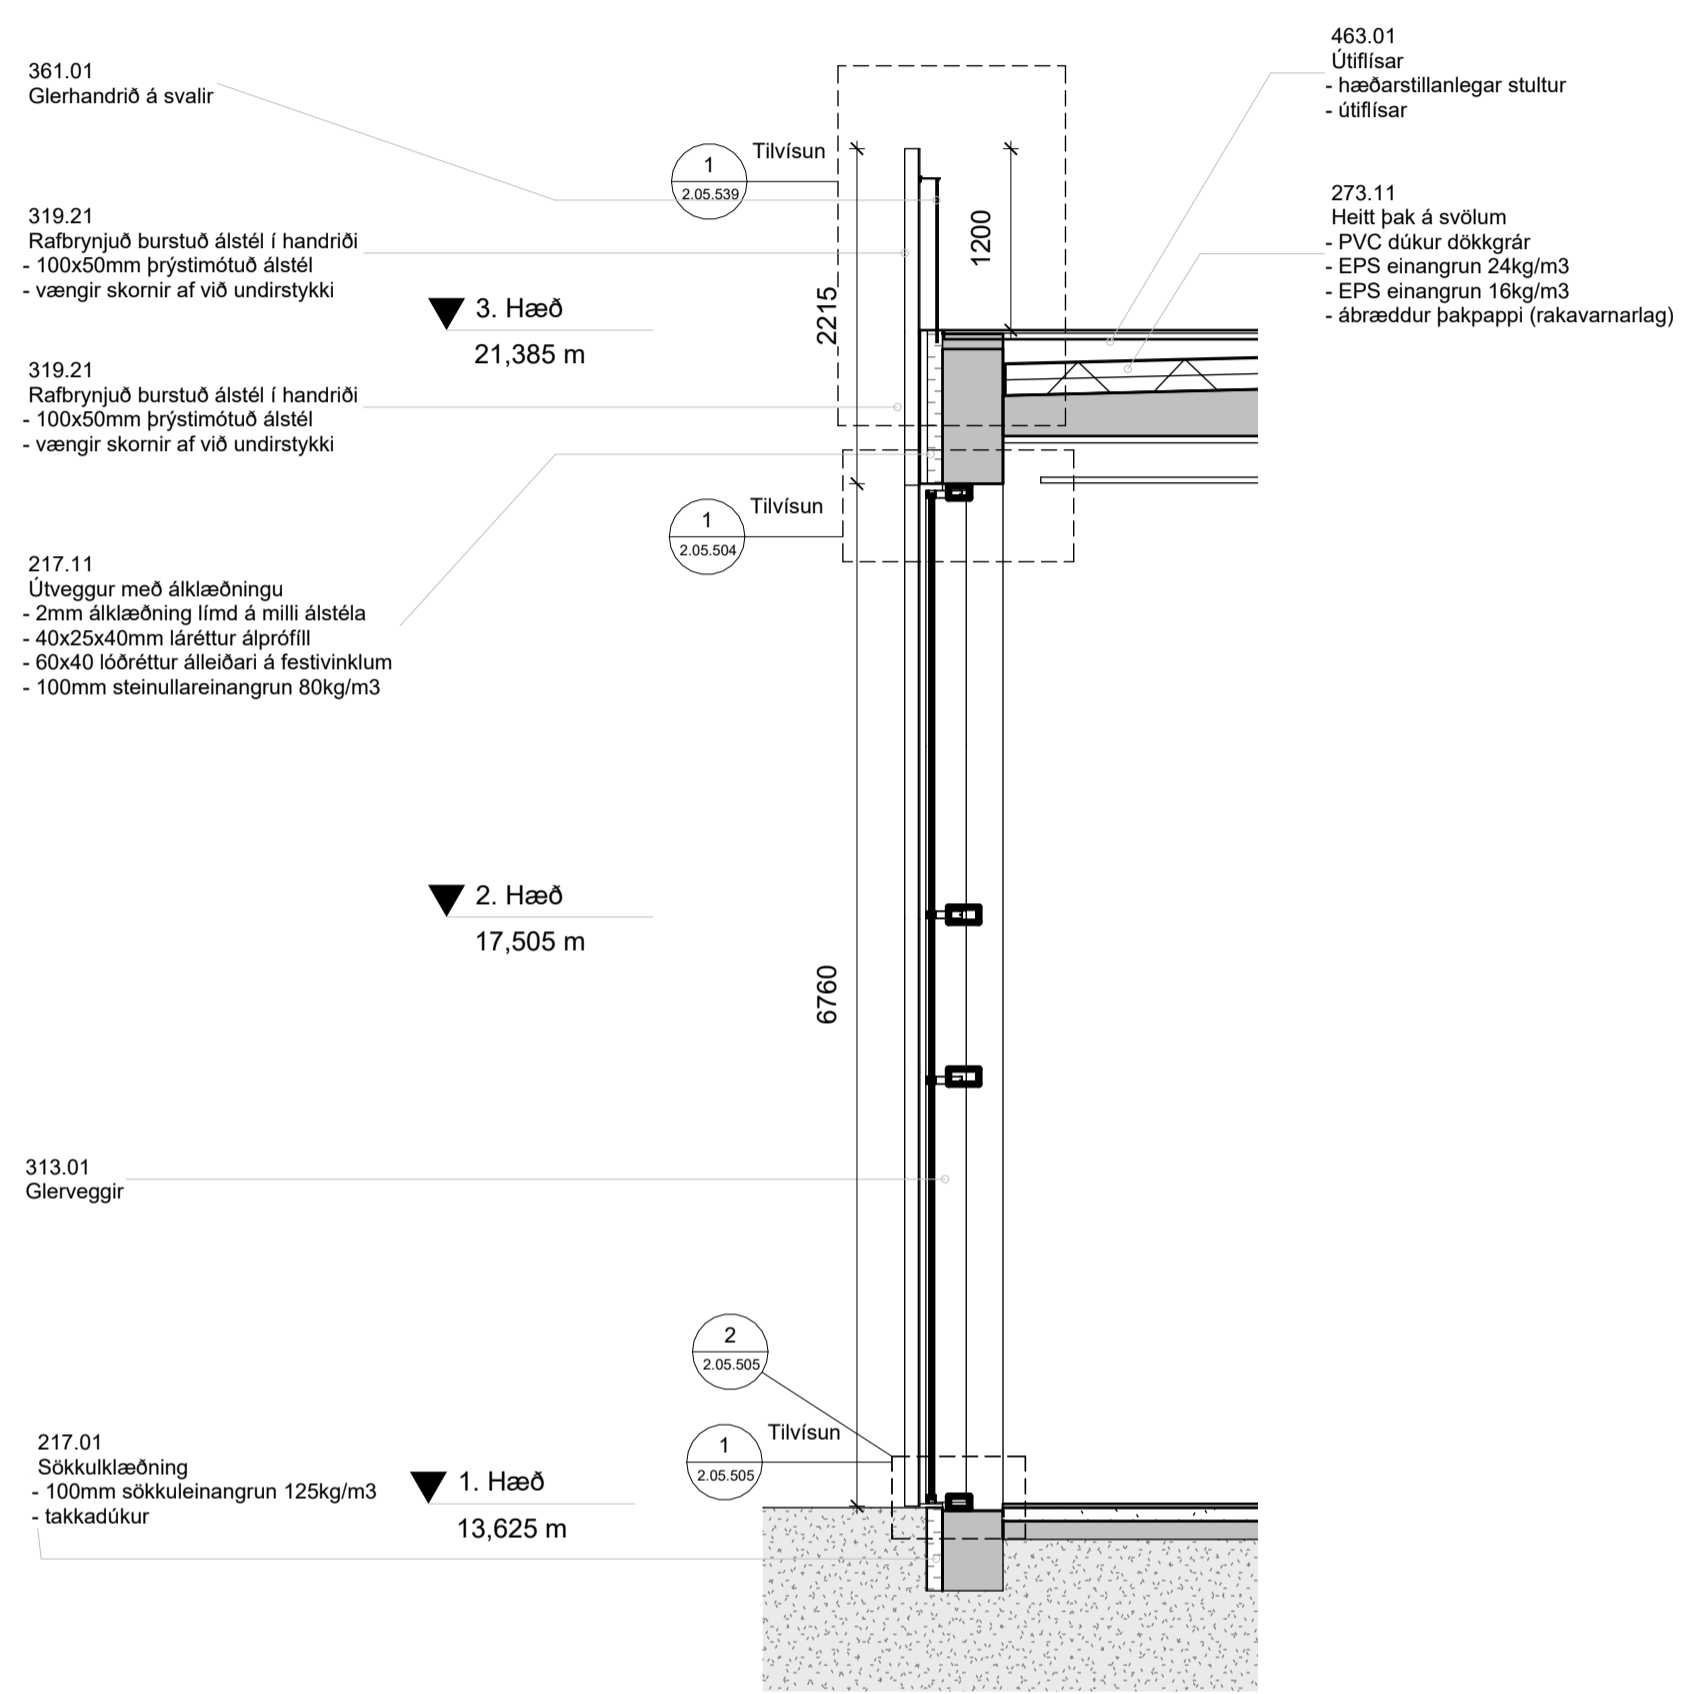 361.01
Glerhandrið á svalir
319.21
Rafbrynjuð burstuð álstél í handriði
- 100x50mm þrýstimótuð álstél
- vængir skornir af við undirstykki
319.21
Rafbrynjuð burstuð álstél í handriði
- 100x50mm þrýstimótuð álstél
- vængir skornir af við undirstykki
217.11
Útveggur með álklæðningu
- 2mm álklæðning límd á milli álstéla
- 40x25x40mm láréttur álprófíll
- 60x40 lóðréttur álleiðari á festivinklum
- 100mm steinullareinangrun 80kg/m3
313.01
Glerveggir
217.01
Sökkulklæðning
- 100mm sökkuleinangrun 125kg/m3
- takkadúkur
3. Hæð
21,385 m
2. Hæð
17,505 m
1. Hæð
13,625 m
1
2.05.539
Tilvísun
1
2.05.504
Tilvísun
2
2.05.505
1
2.05.505
Tilvísun
2215
1200
6760
463.01
Útiflísar
- hæðarstillanlegar stultur
- útiflísar
273.11
Heitt þak á svölum
- PVC dúkur dökkgrár
- EPS einangrun 24kg/m3
- EPS einangrun 16kg/m3
- ábræddur þakpappi (rakavarnarlag)